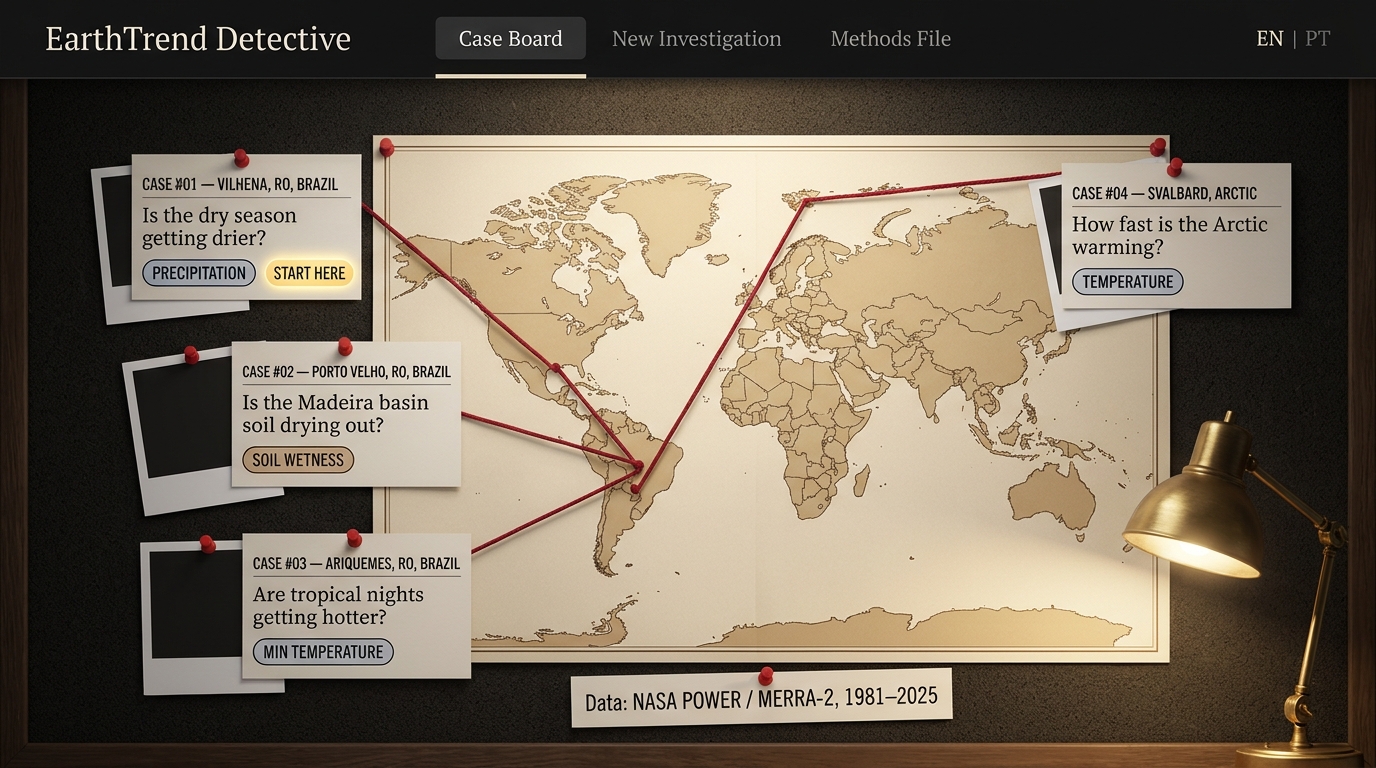 EarthTrend Detective
Case Board
New Investigation
Methods File
EN | PT
CASE #01 — VILHENA, RO, BRAZIL
Is the dry season
getting drier?
PRECIPITATION
START HERE
CASE #02 — PORTO VELHO, RO, BRAZIL
Is the Madeira basin
soil drying out?
SOIL WETNESS
CASE #03 — ARIQUEMES, RO, BRAZIL
Are tropical nights
getting hotter?
MIN TEMPERATURE
CASE #04 — SVALBARD, ARCTIC
How fast is the Arctic
warming?
TEMPERATURE
Data: NASA POWER / MERRA-2, 1981–2025